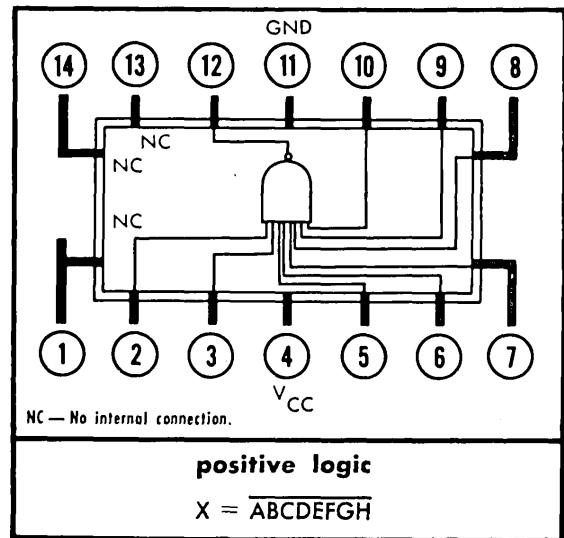 GND
14 13 12 11 10 9 8
NC
NC
NC
1 2 3 4 5 6 7
VCC
NC — No internal connection.
positive logic
X = \overline{ABCDEFGH}